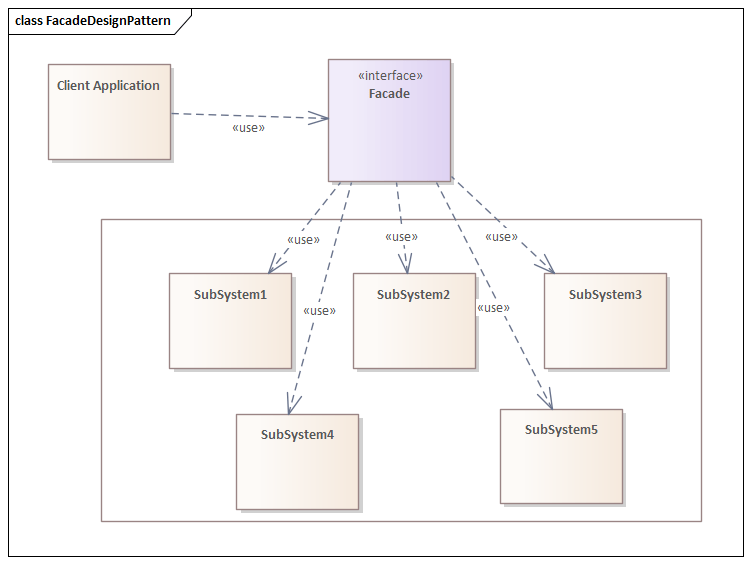 class FacadeDesignPattern
Client Application
«interface»
Facade
«use»
«use»
«use»
«use»
SubSystem1
SubSystem2
SubSystem3
«use»
«use»
SubSystem4
SubSystem5